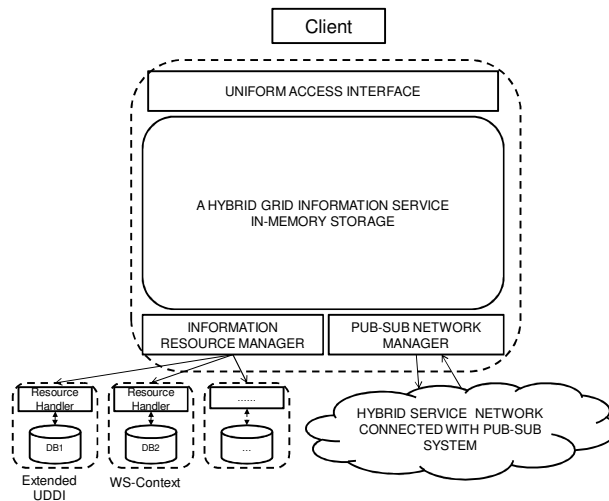 Client
UNIFORM ACCESS INTERFACE
A HYBRID GRID INFORMATION SERVICE
IN-MEMORY STORAGE
INFORMATION
RESOURCE MANAGER
PUB-SUB NETWORK
MANAGER
Resource
Handler
DB1
Extended
UDDI
Resource
Handler
DB2
WS-Context
......
...
HYBRID SERVICE NETWORK
CONNECTED WITH PUB-SUB
SYSTEM